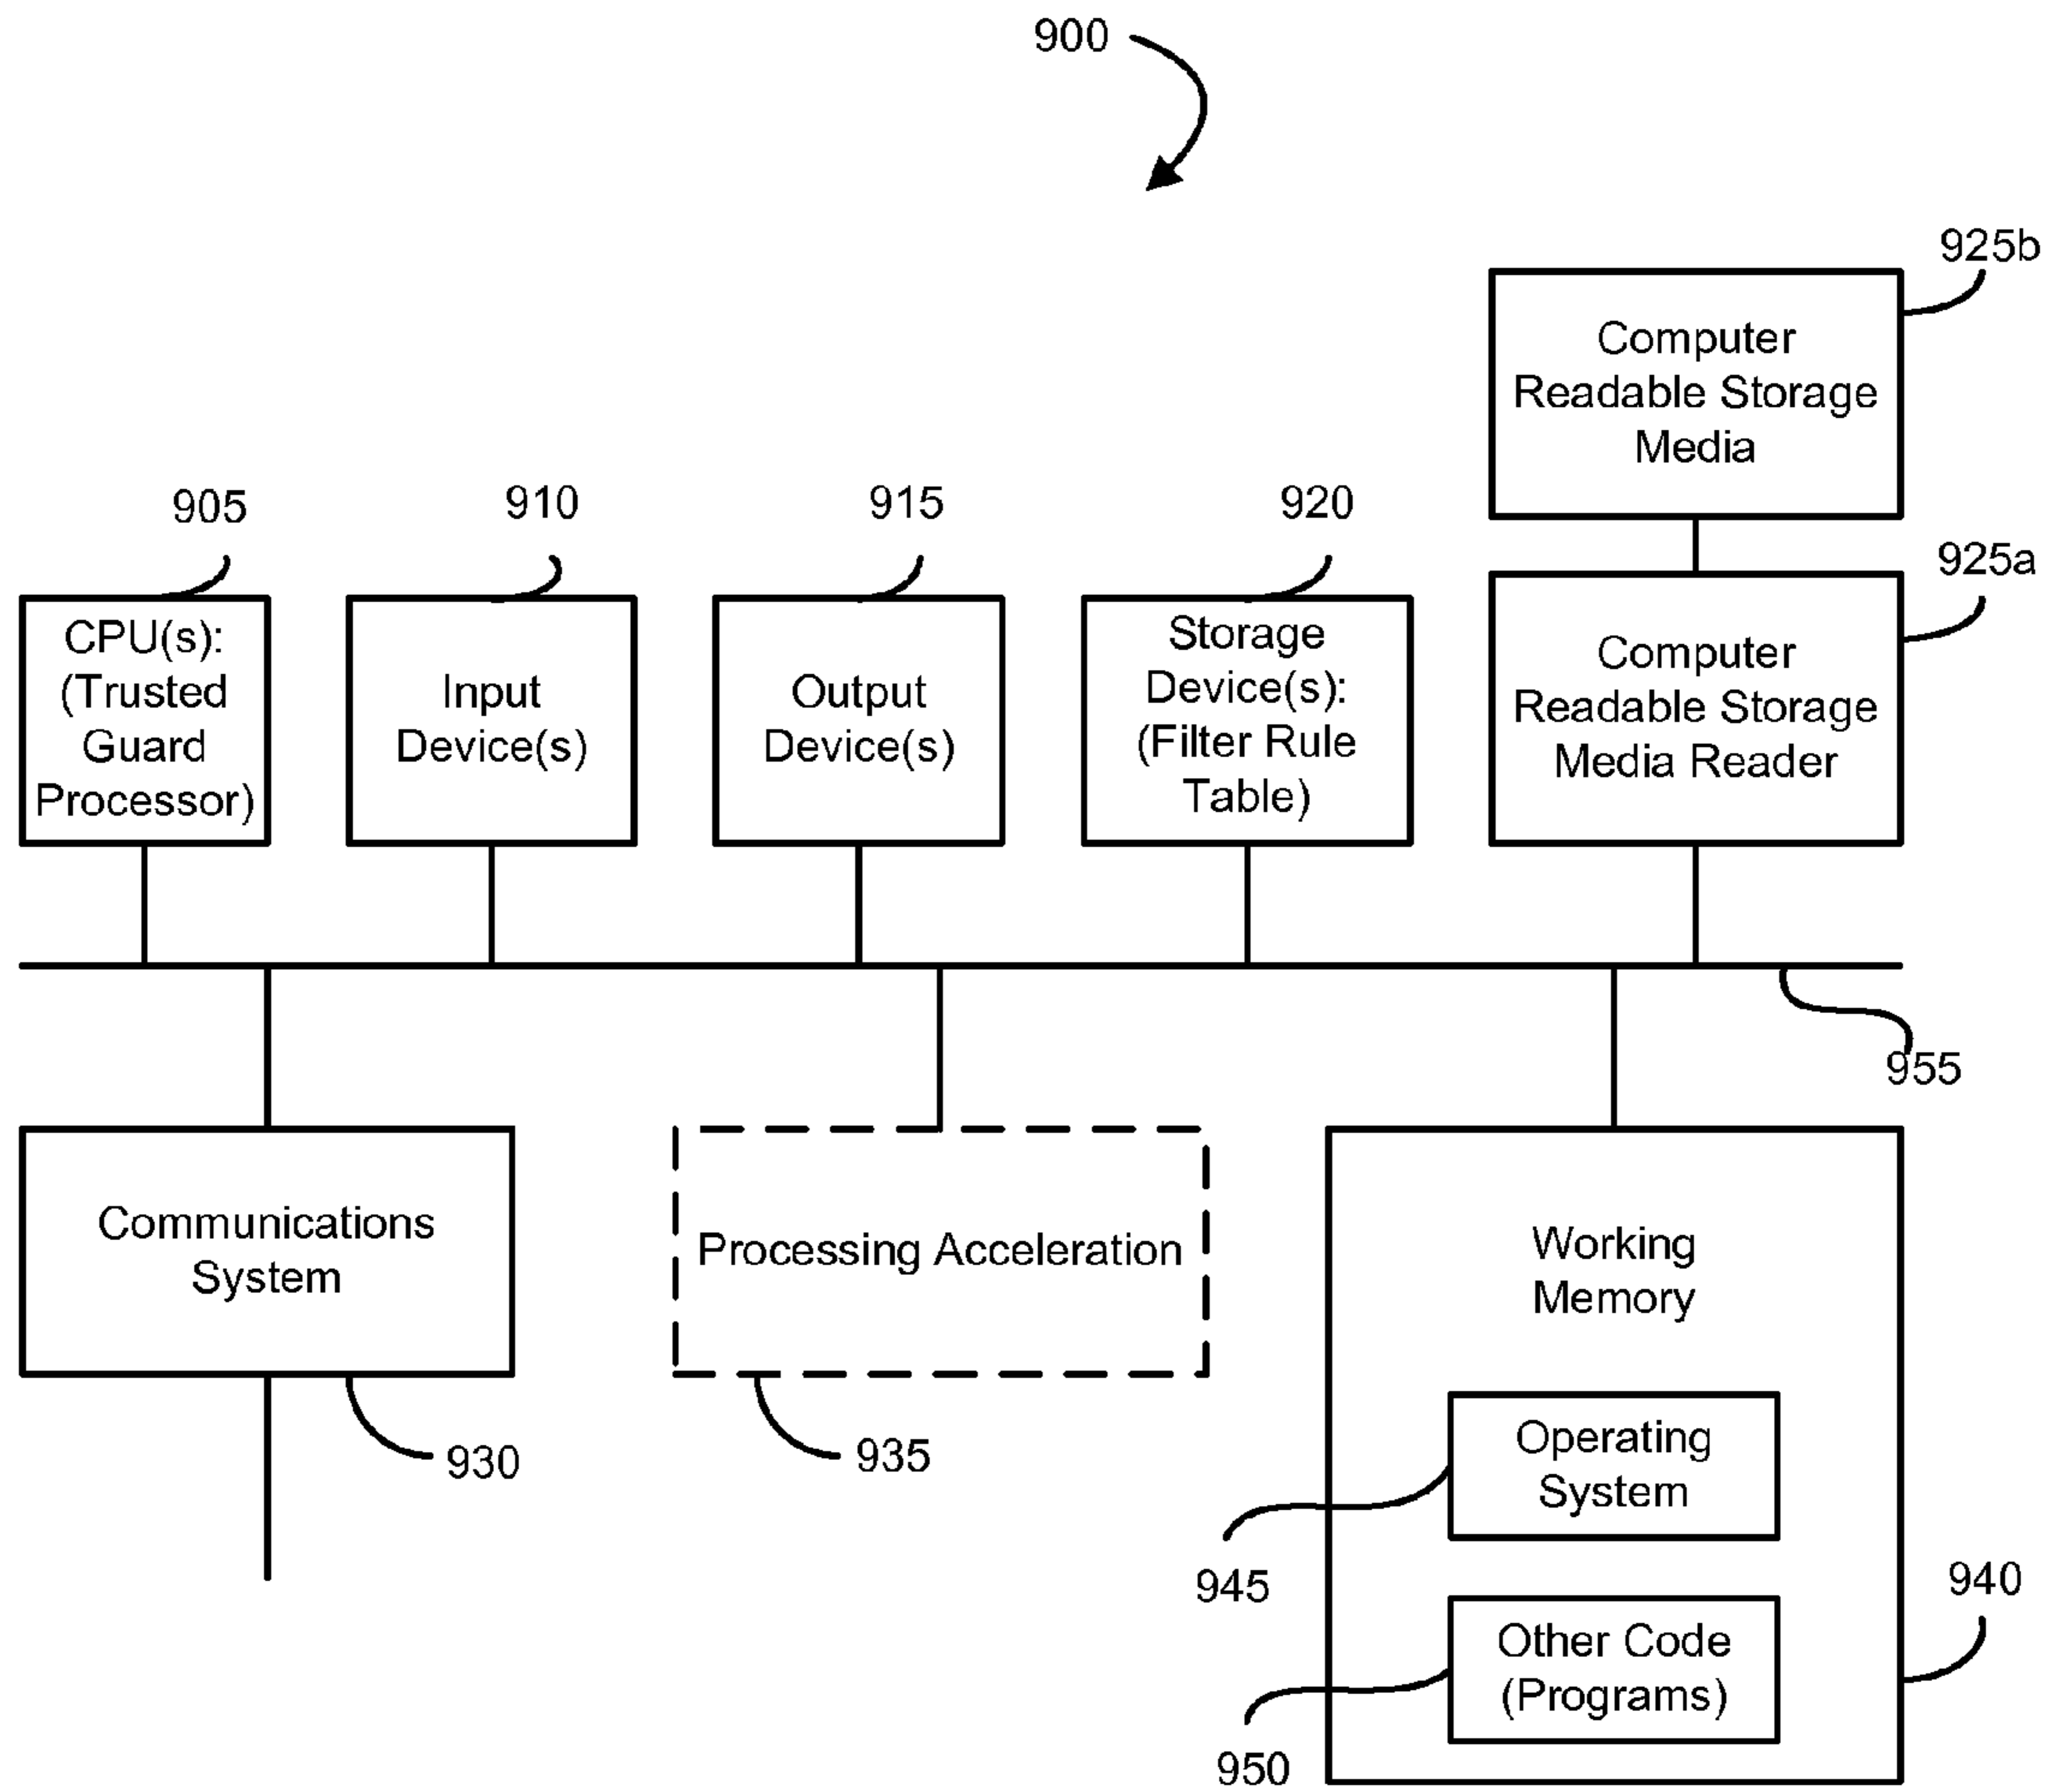 900
925b
Computer
Readable Storage
Media
905
910
915
920
925a
CPU(s):
(Trusted
Guard
Processor)
Input
Device(s)
Output
Device(s)
Storage
Device(s):
(Filter Rule
Table)
Computer
Readable Storage
Media Reader
955
Communications
System
930
Processing Acceleration
935
Working
Memory
Operating
System
945
940
Other Code
(Programs)
950